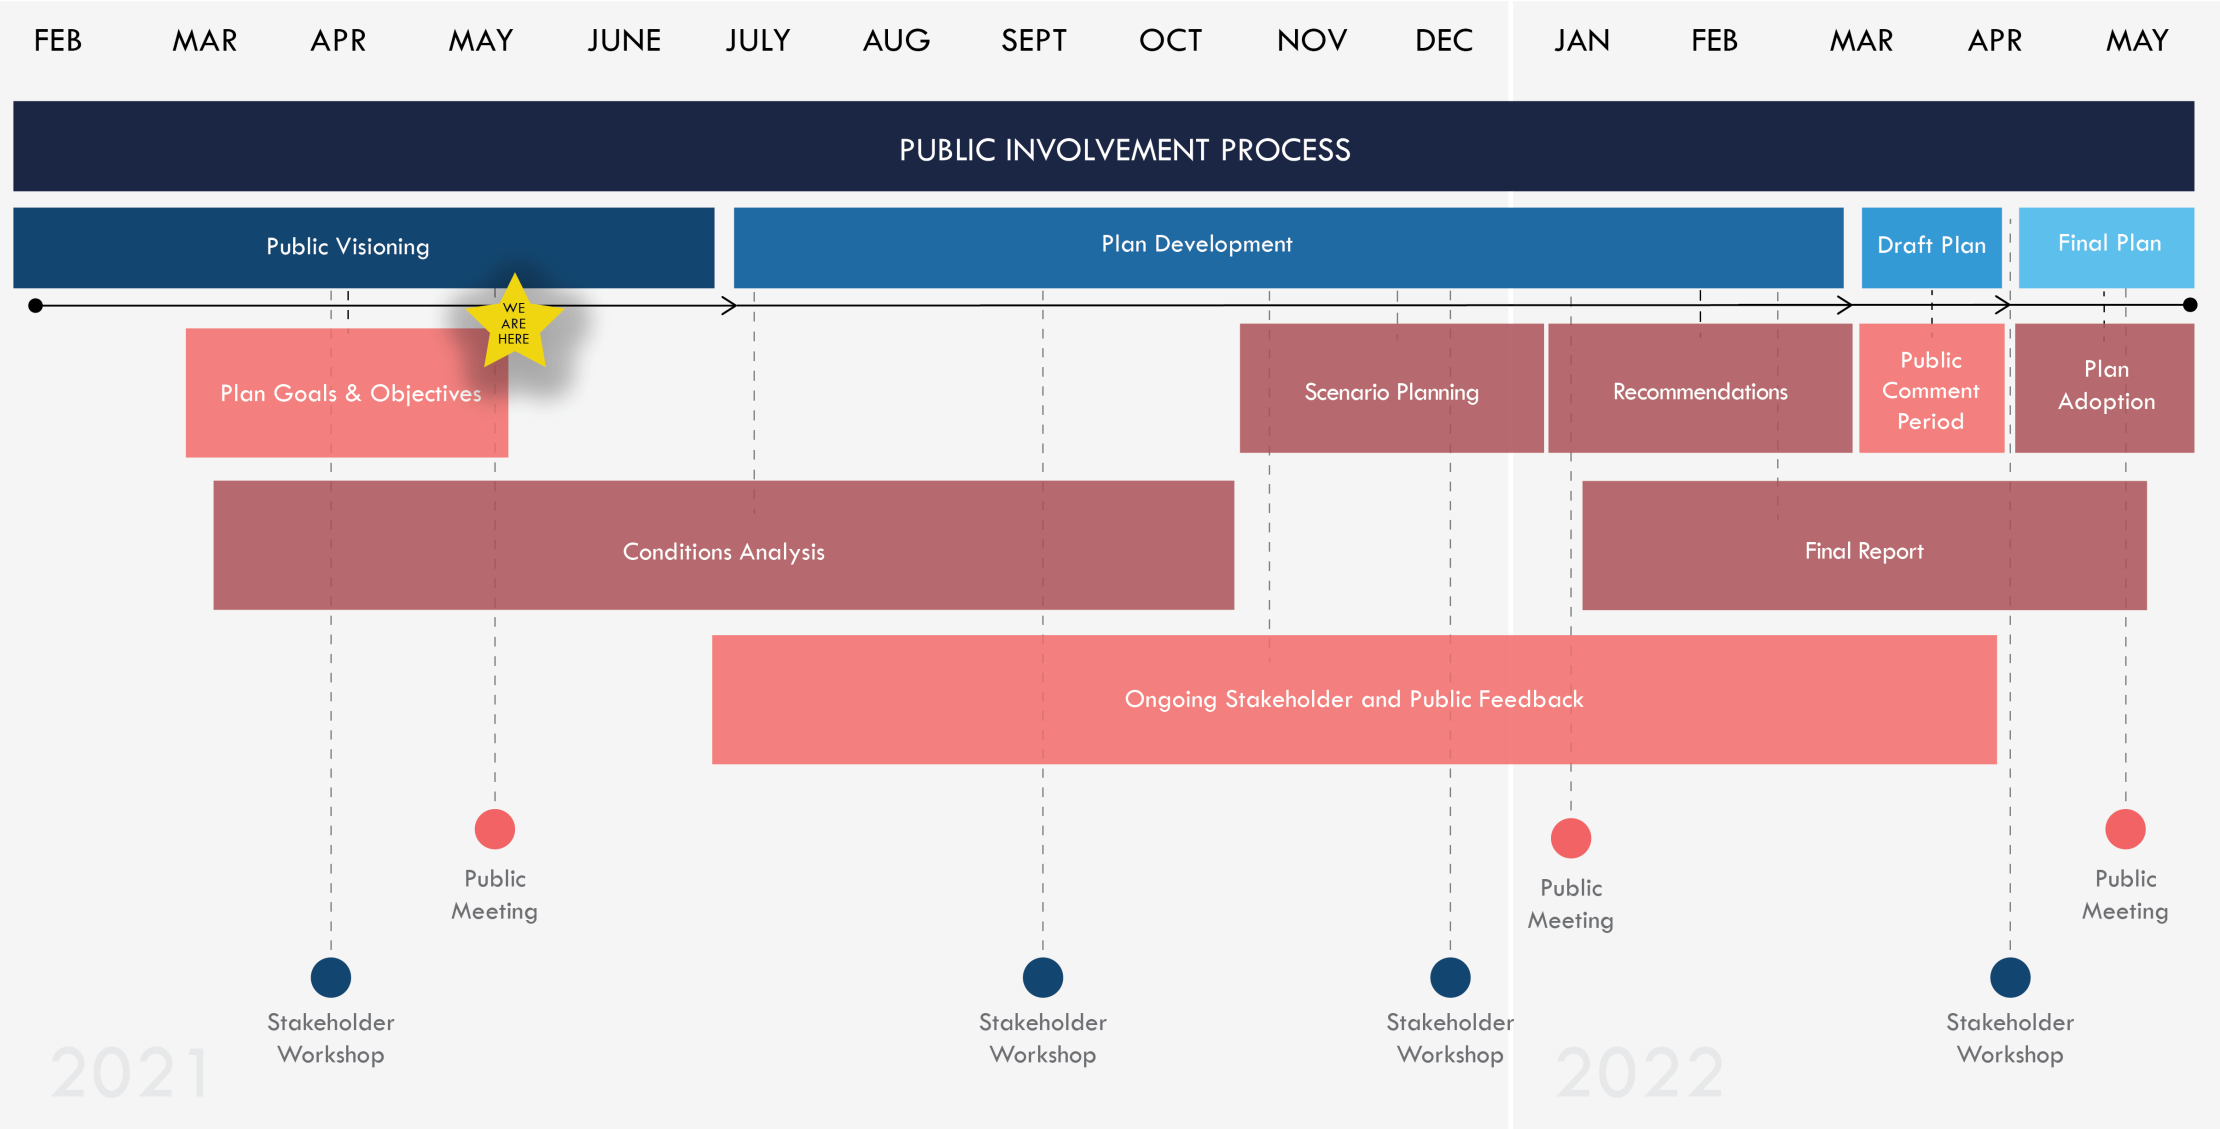 FEB MAR APR MAY JUNE JULY AUG SEPT OCT NOV DEC JAN FEB MAR APR MAY
PUBLIC INVOLVEMENT PROCESS
Public Visioning
Plan Development
Draft Plan
Final Plan
WE
ARE
HERE
Plan Goals & Objectives
Scenario Planning
Recommendations
Public
Comment
Period
Plan
Adoption
Conditions Analysis
Final Report
Ongoing Stakeholder and Public Feedback
Public
Meeting
Public
Meeting
Public
Meeting
Stakeholder
Workshop
Stakeholder
Workshop
Stakeholder
Workshop
Stakeholder
Workshop
2021
2022